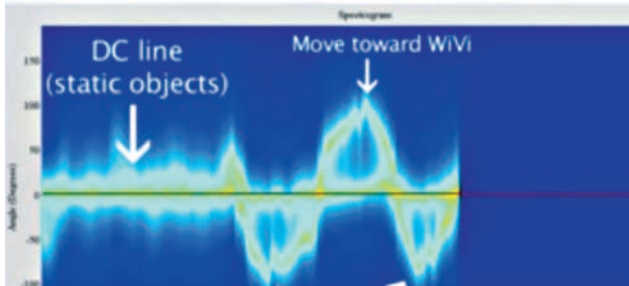 Spectrogram
DC line
(static objects)
Move toward WiVi
150
100
50
0
-50
-100
Angle (Degrees)